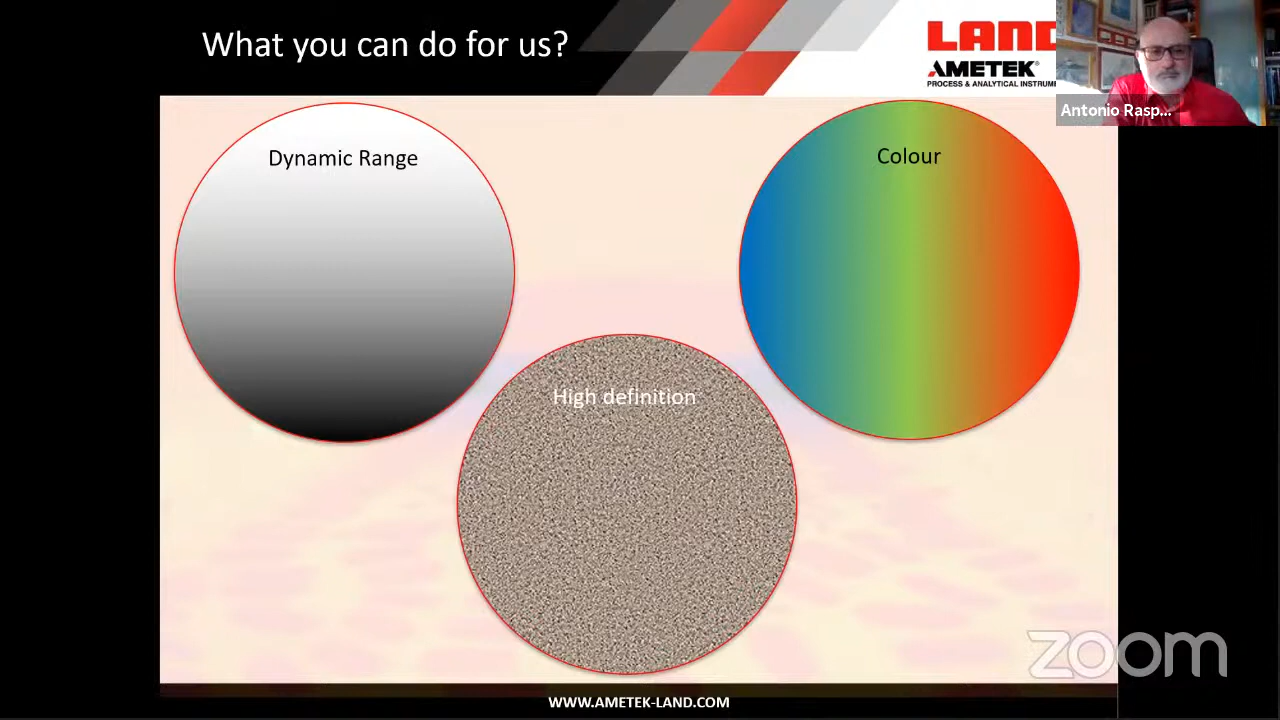 What you can do for us?
LAND
AMETEK®
PROCESS & ANALYTICAL INSTRUM
Antonio Rasp...
Dynamic Range
Colour
High definition
zoom
WWW.AMETEK-LAND.COM